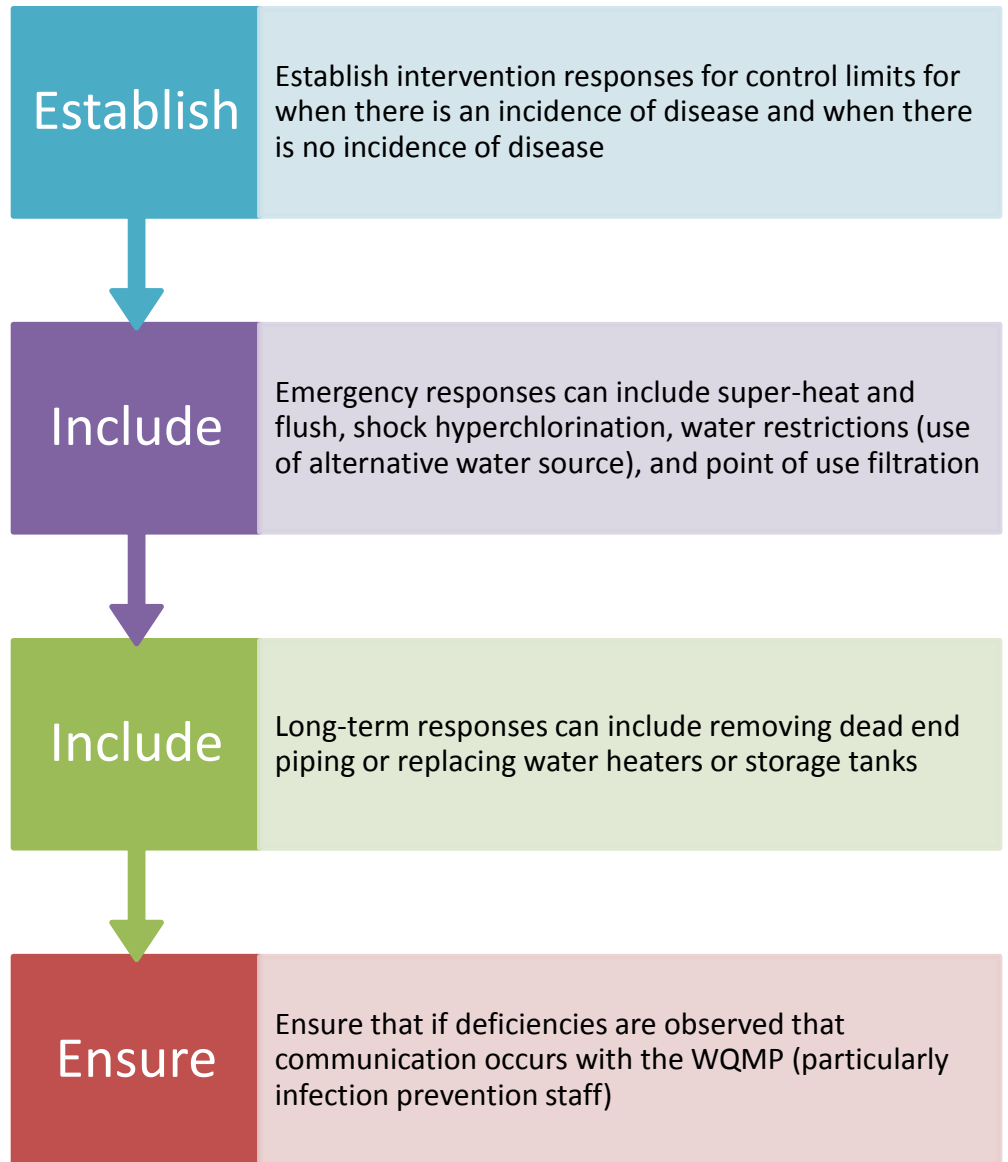 Establish
Establish intervention responses for control limits for
when there is an incidence of disease and when there
is no incidence of disease
Include
Emergency responses can include super-heat and
flush, shock hyperchlorination, water restrictions (use
of alternative water source), and point of use filtration
Include
Long-term responses can include removing dead end
piping or replacing water heaters or storage tanks
Ensure
Ensure that if deficiencies are observed that
communication occurs with the WQMP (particularly
infection prevention staff)